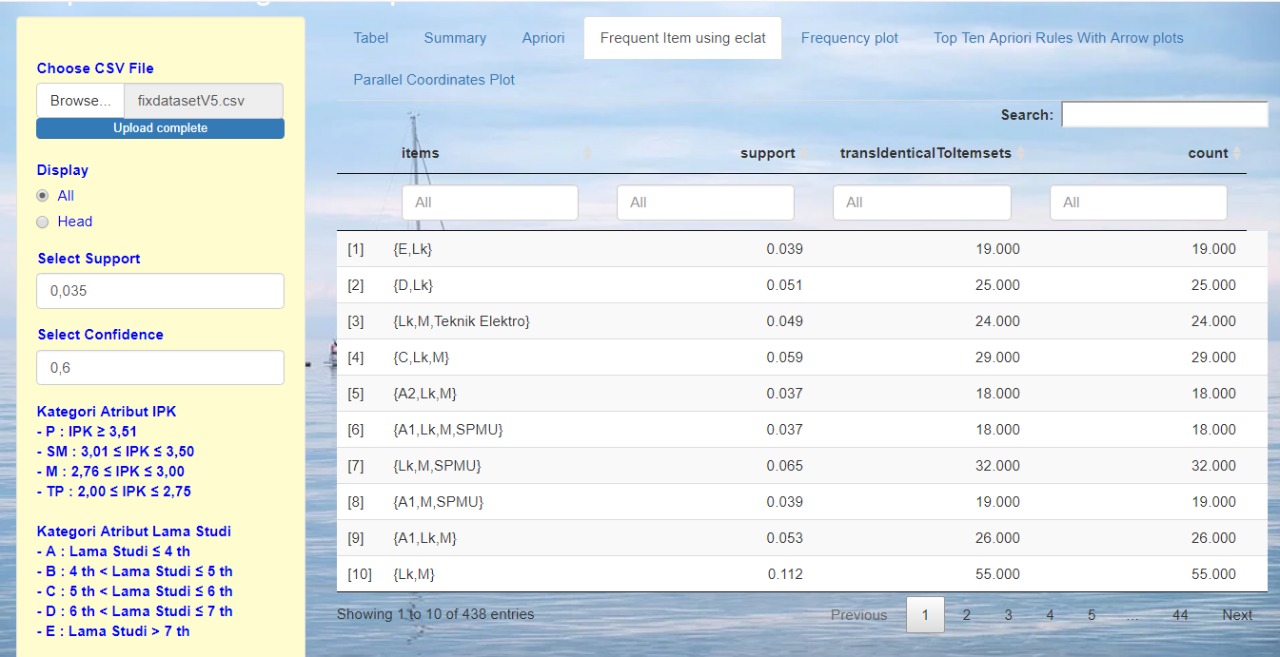 Choose CSV File
Browse... fixdatasetV5.csv
Upload complete
Display
All
Head
Select Support
0,035
Select Confidence
0,6
Kategori Atribut IPK
- P : IPK ≥ 3,51
- SM : 3,01 ≤ IPK ≤ 3,50
- M : 2,76 ≤ IPK ≤ 3,00
- TP : 2,00 ≤ IPK ≤ 2,75
Kategori Atribut Lama Studi
- A : Lama Studi ≤ 4 th
- B : 4 th < Lama Studi ≤ 5 th
- C : 5 th < Lama Studi ≤ 6 th
- D : 6 th < Lama Studi ≤ 7 th
- E : Lama Studi > 7 th
Tabel Summary Apriori Frequent Item using eclat Frequency plot Top Ten Apriori Rules With Arrow plots
Parallel Coordinates Plot
Search:
items support transIdenticalToItemsets count
All All All All
[1] {E,Lk} 0.039 19.000 19.000
[2] {D,Lk} 0.051 25.000 25.000
[3] {Lk,M,Teknik Elektro} 0.049 24.000 24.000
[4] {C,Lk,M} 0.059 29.000 29.000
[5] {A2,Lk,M} 0.037 18.000 18.000
[6] {A1,Lk,M,SPMU} 0.037 18.000 18.000
[7] {Lk,M,SPMU} 0.065 32.000 32.000
[8] {A1,M,SPMU} 0.039 19.000 19.000
[9] {A1,Lk,M} 0.053 26.000 26.000
[10] {Lk,M} 0.112 55.000 55.000
Showing 1 to 10 of 438 entries Previous 1 2 3 4 5 ... 44 Next